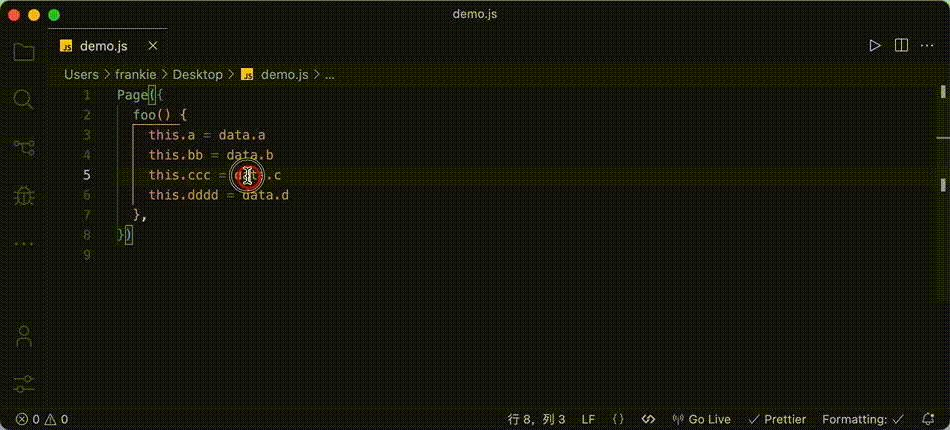 demo.js
JS demo.js
Users > frankie > Desktop > JS demo.js > ...
1 Page({
2 foo() {
3 this.a = data.a
4 this.bb = data.b
5 this.ccc = data.c
6 this.dddd = data.d
7 },
8 })
9
0 0 行 8，列 3 LF {} Go Live Prettier Formatting: ✓